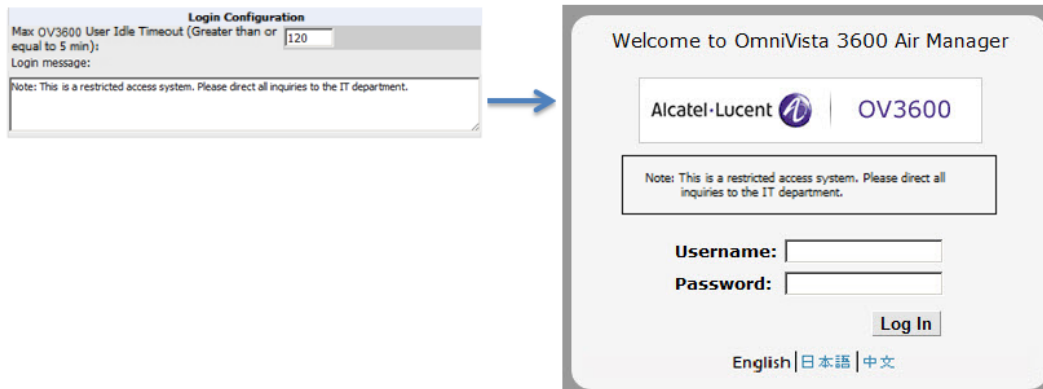 Login Configuration
Max OV3600 User Idle Timeout (Greater than or
equal to 5 min):
120
Login message:
Note: This is a restricted access system. Please direct all inquiries to the IT department.
Welcome to OmniVista 3600 Air Manager
Alcatel·Lucent OV3600
Note: This is a restricted access system. Please direct all
inquiries to the IT department.
Username:
Password:
Log In
English|日本語|中文